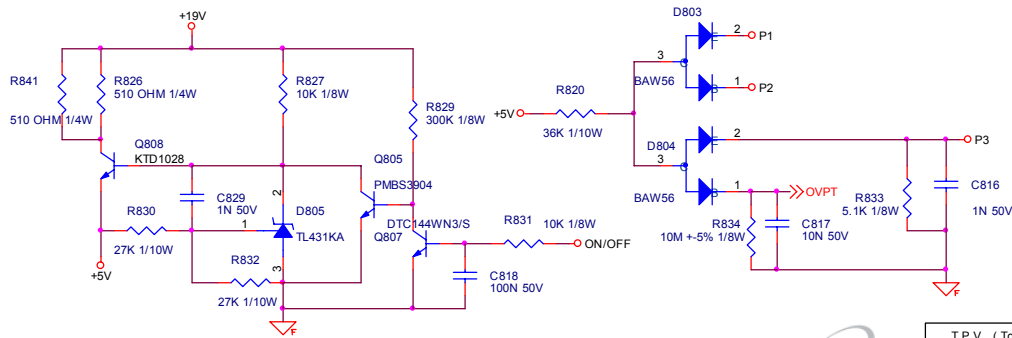 +19V
D803
2
P1
3
R841
R826
510 OHM 1/4W
R827
10K 1/8W
BAW56
1
P2
R829
300K 1/8W
+5V
R820
36K 1/10W
510 OHM 1/4W
D804
2
P3
Q808
KTD1028
Q805
3
C829
1N 50V
2
D805
PMBS3904
BAW56
1
OVPT
R833
5.1K 1/8W
C816
1N 50V
R830
1
TL431KA
DTC144WN3/S
Q807
R831
10K 1/8W
ON/OFF
R834
10M +-5% 1/8W
C817
10N 50V
27K 1/10W
+5V
R832
3
27K 1/10W
C818
100N 50V
F
F
T P V ( To